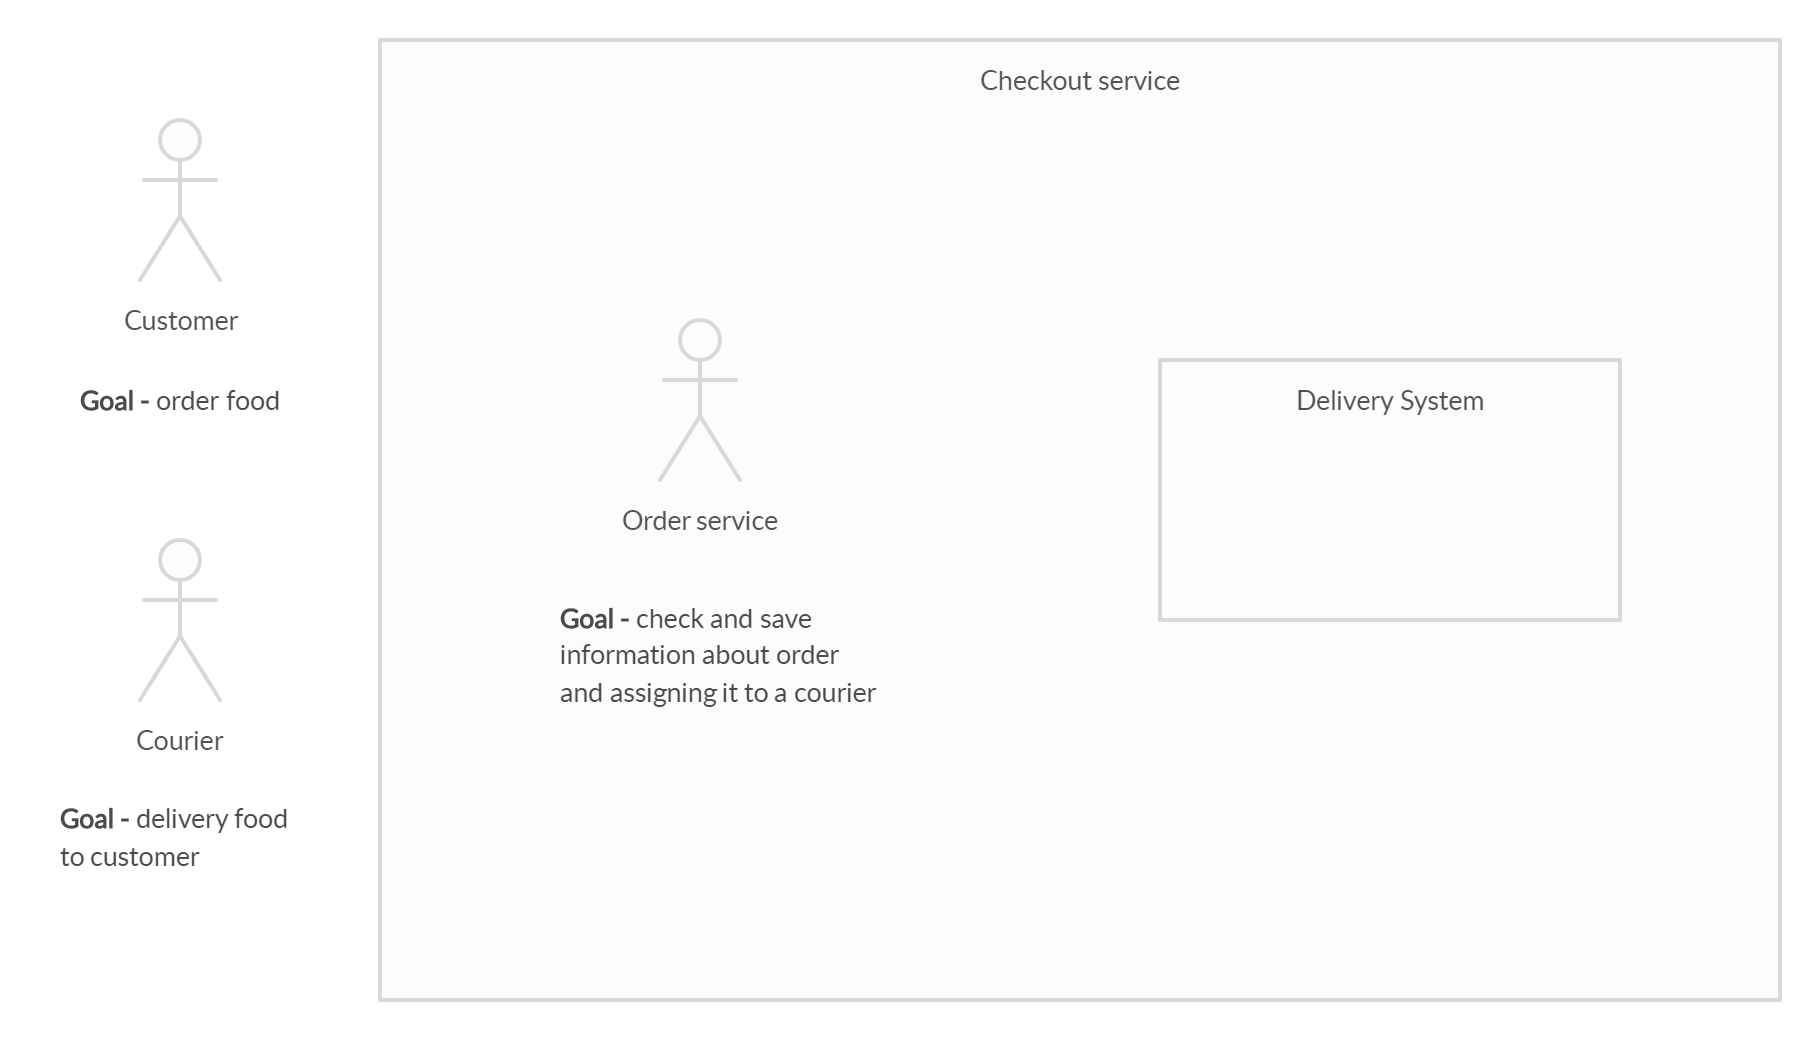 Checkout service
Customer
Goal - order food
Order service
Goal - check and save
information about order
and assigning it to a courier
Delivery System
Courier
Goal - delivery food
to customer